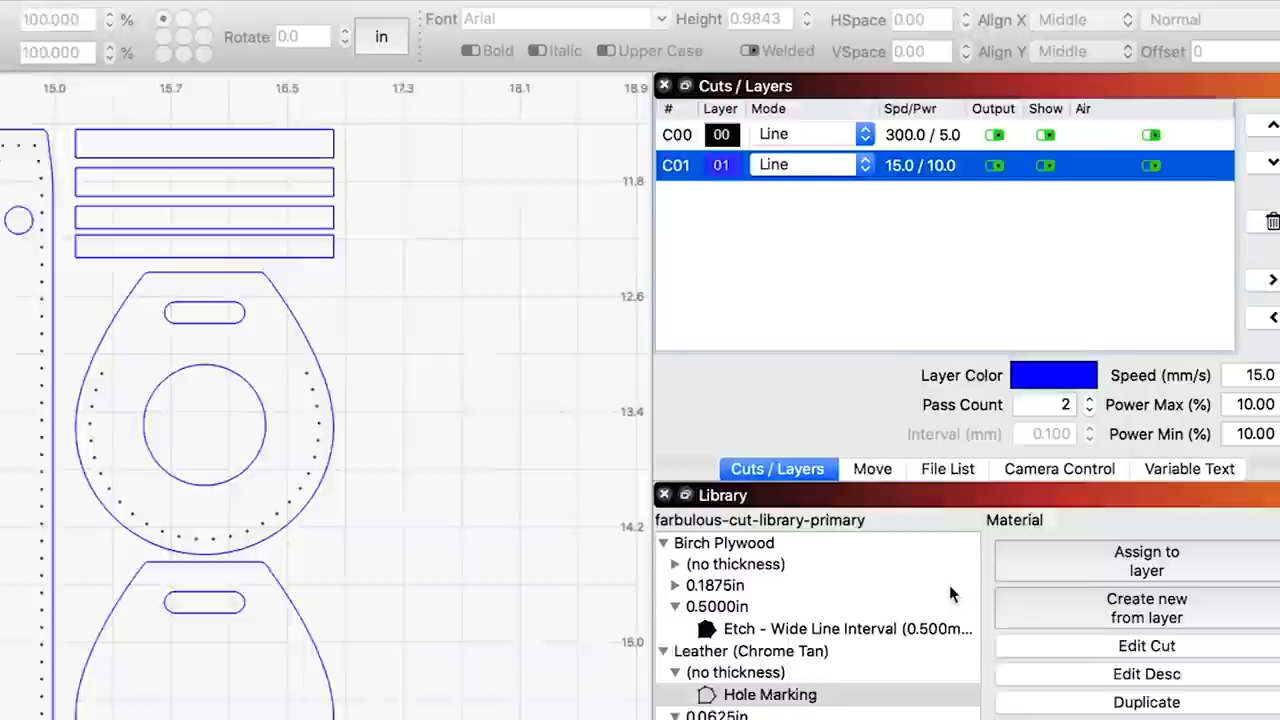 100.000 % Font Arial Height 0.9843 HSpace 0.00 Align X Middle Normal
Rotate 0.0 in
100.000 % Bold Italic Upper Case Welded VSpace 0.00 Align Y Middle Offset 0
15.0 15.7 16.5 17.3 18.1 18.9
11.8
12.6
13.4
14.2
15.0
Cuts / Layers
# Layer Mode Spd/Pwr Output Show Air
C00 00 Line 300.0 / 5.0
C01 01 Line 15.0 / 10.0
Layer Color Speed (mm/s) 15.0
Pass Count 2 Power Max (%) 10.00
Interval (mm) 0.100 Power Min (%) 10.00
Cuts / Layers Move File List Camera Control Variable Text
Library
farbulous-cut-library-primary Material
Birch Plywood
(no thickness)
0.1875in
0.5000in
Etch - Wide Line Interval (0.500m...
Leather (Chrome Tan)
(no thickness)
Hole Marking
0.0625in
Assign to
layer
Create new
from layer
Edit Cut
Edit Desc
Duplicate